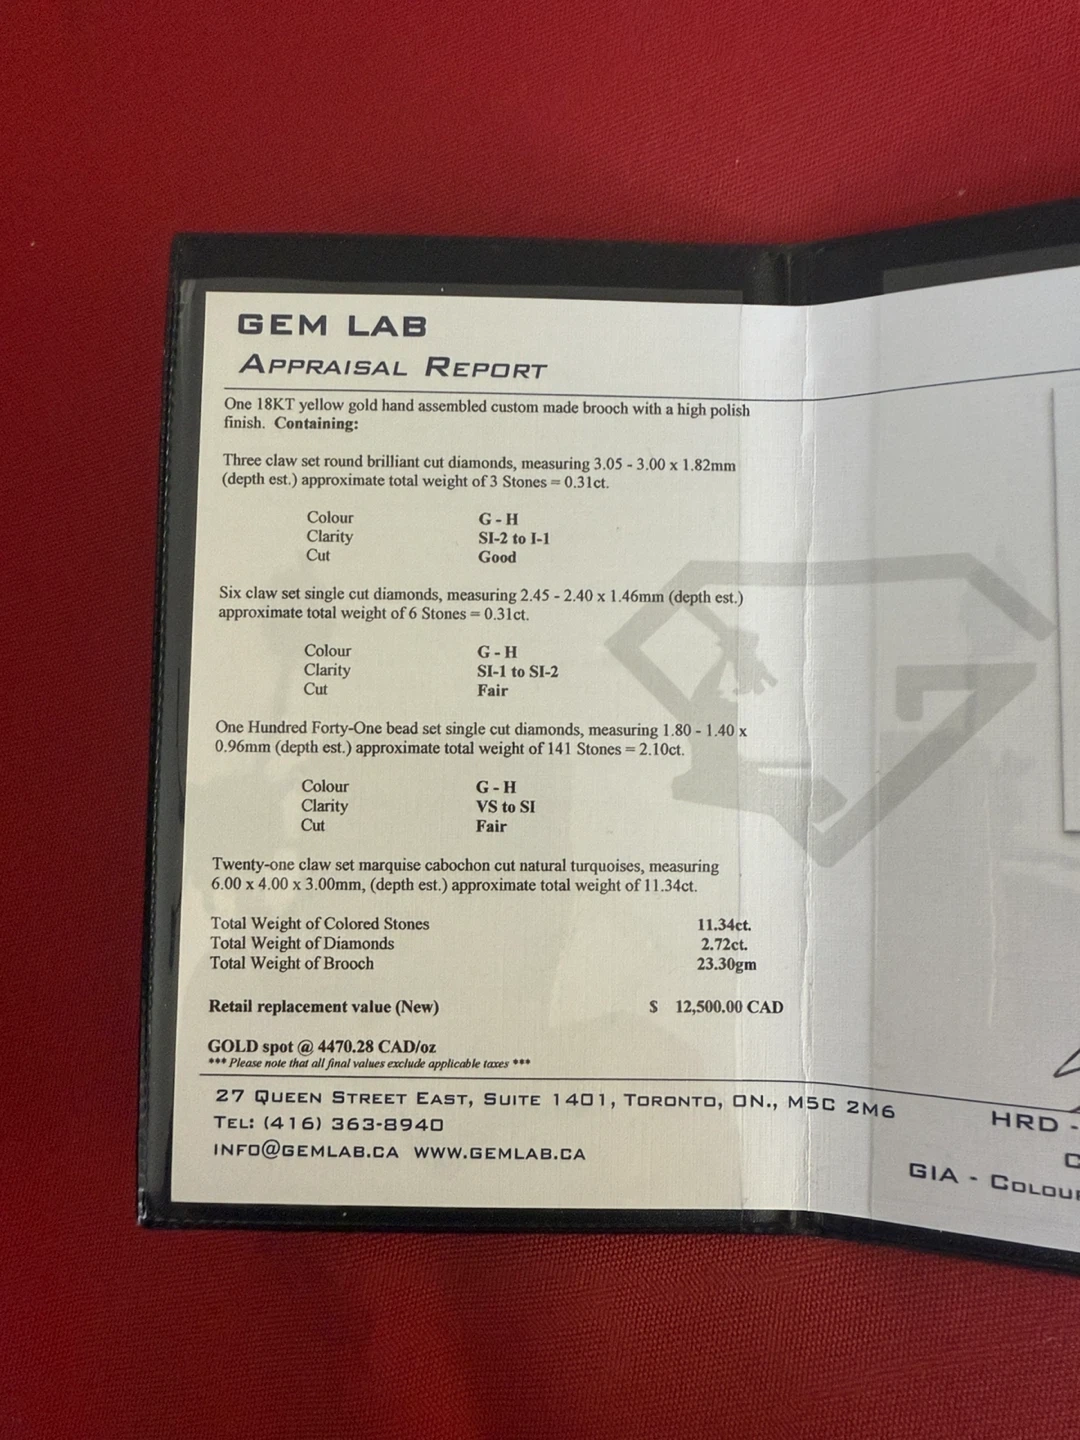 GEM LAB
APPRAISAL REPORT
One 18KT yellow gold hand assembled custom made brooch with a high polish
finish. Containing:
Three claw set round brilliant cut diamonds, measuring 3.05 - 3.00 x 1.82mm
(depth est.) approximate total weight of 3 Stones = 0.31ct.
Colour G - H
Clarity SI-2 to I-1
Cut Good
Six claw set single cut diamonds, measuring 2.45 - 2.40 x 1.46mm (depth est.)
approximate total weight of 6 Stones = 0.31ct.
Colour G - H
Clarity SI-1 to SI-2
Cut Fair
One Hundred Forty-One bead set single cut diamonds, measuring 1.80 - 1.40 x
0.96mm (depth est.) approximate total weight of 141 Stones = 2.10ct.
Colour G - H
Clarity VS to SI
Cut Fair
Twenty-one claw set marquise cabochon cut natural turquoises, measuring
6.00 x 4.00 x 3.00mm, (depth est.) approximate total weight of 11.34ct.
Total Weight of Colored Stones 11.34ct.
Total Weight of Diamonds 2.72ct.
Total Weight of Brooch 23.30gm
Retail replacement value (New) $ 12,500.00 CAD
GOLD spot @ 4470.28 CAD/oz
*** Please note that all final values exclude applicable taxes ***
27 QUEEN STREET EAST, SUITE 1401, TORONTO, ON., M5C 2M6
TEL: (416) 363-8940
INFO@GEMLAB.CA WWW.GEMLAB.CA
HRD -
GIA - COLOUR